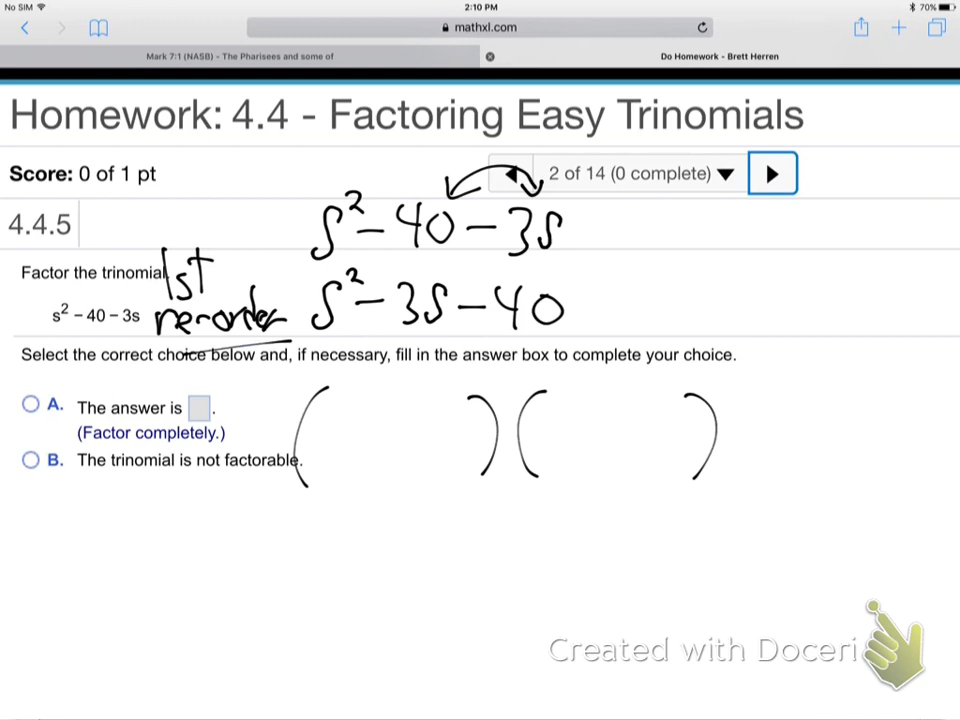 No SIM 2:10 PM 70%
mathxl.com
Mark 7:1 (NASB) - The Pharisees and some of Do Homework - Brett Herren
Homework: 4.4 - Factoring Easy Trinomials
Score: 0 of 1 pt 2 of 14 (0 complete)
4.4.5
s² - 40 - 3s
Factor the trinomial.
1st
re-order s² - 3s - 40
s² - 40 - 3s
Select the correct choice below and, if necessary, fill in the answer box to complete your choice.
A. The answer is .
(Factor completely.)
B. The trinomial is not factorable.
( ) ( )
Created with Doceri